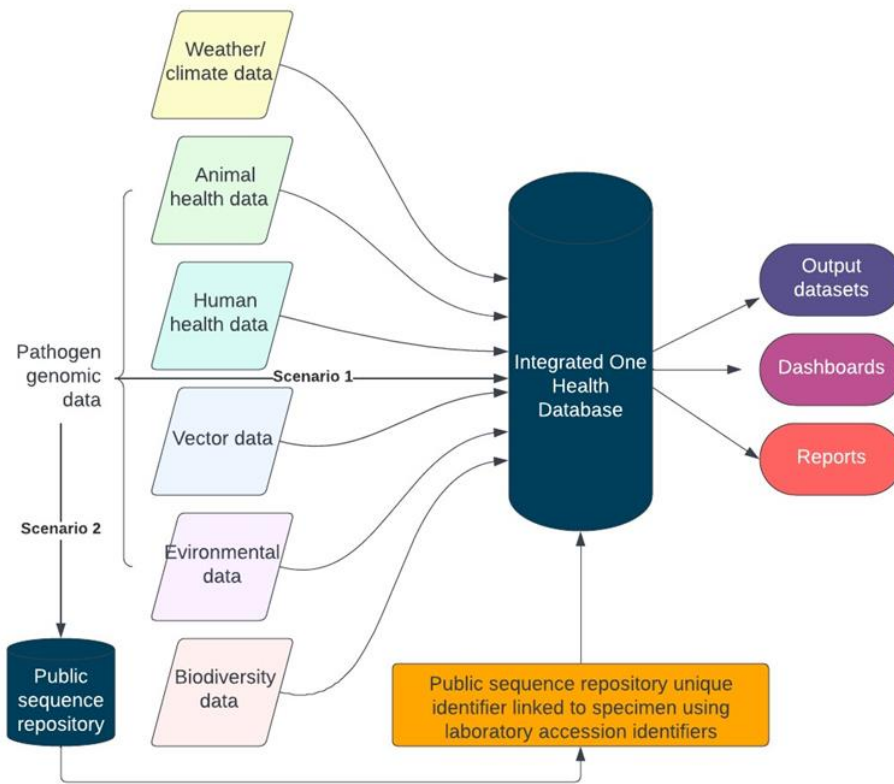 Weather/
climate data
Animal
health data
Human
health data
Pathogen
genomic
data
Scenario 1
Vector data
Scenario 2
Evironmental
data
Biodiversity
data
Public
sequence
repository
Integrated One
Health
Database
Output
datasets
Dashboards
Reports
Public sequence repository unique
identifier linked to specimen using
laboratory accession identifiers